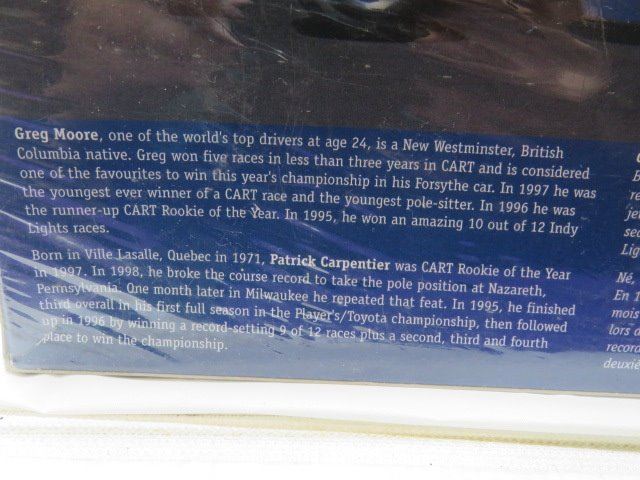 Greg Moore, one of the world's top drivers at age 24, is a New Westminster, British
Columbia native. Greg won five races in less than three years in CART and is considered
one of the favourites to win this year's championship in his Forsythe car. In 1997 he was
the youngest ever winner of a CART race and the youngest pole-sitter. In 1996 he was
the runner-up CART Rookie of the Year. In 1995, he won an amazing 10 out of 12 Indy
Lights races.
Born in Ville Lasalle, Quebec in 1971, Patrick Carpentier was CART Rookie of the Year
in 1997. In 1998, he broke the course record to take the pole position at Nazareth,
Pennsylvania. One month later in Milwaukee he repeated that feat. In 1995, he finished
third overall in his first full season in the Player's/Toyota championship, then followed
up in 1996 by winning a record-setting 9 of 12 races plus a second, third and fourth
place to win the championship.
Né,
En 1
mois
lors
record
deuxiè